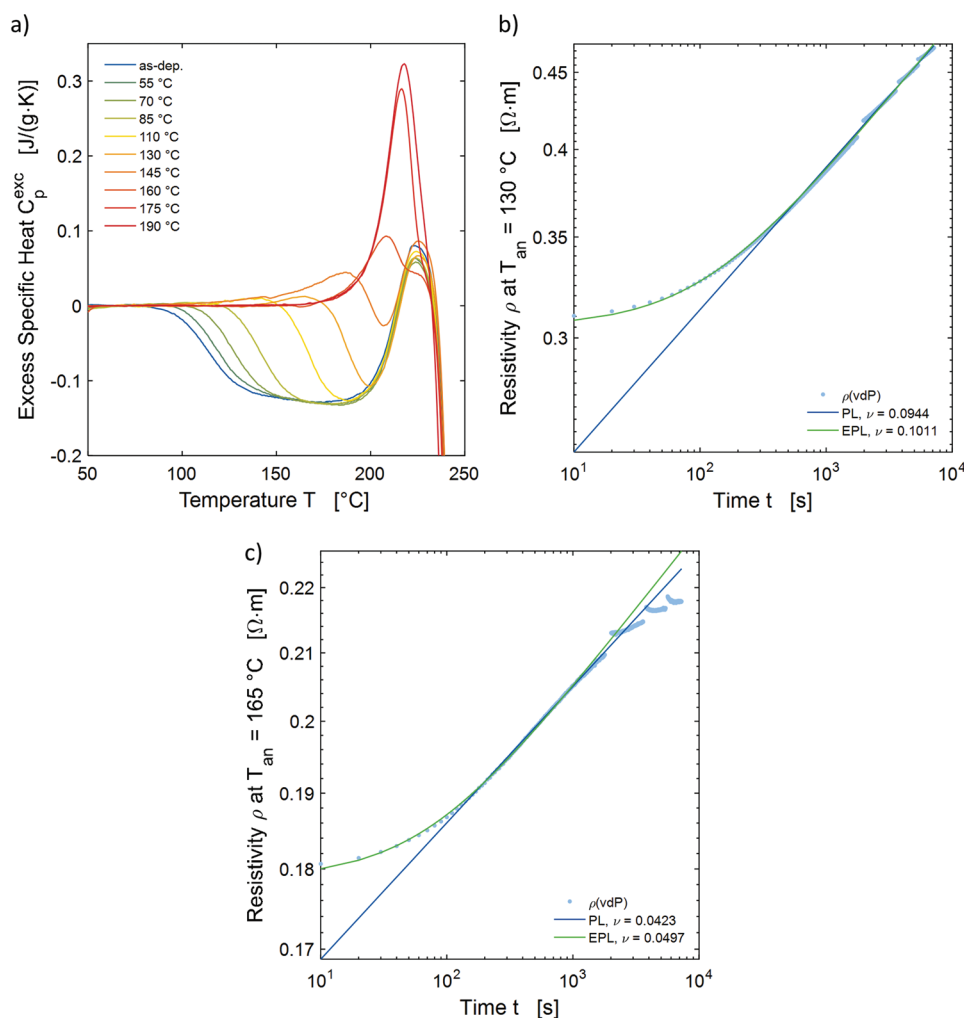 a)
Excess Specific Heat C_p^exc [J/(g·K)]
0.3
0.2
0.1
0
-0.1
-0.2
as-dep.
55 °C
70 °C
85 °C
110 °C
130 °C
145 °C
160 °C
175 °C
190 °C
50
100
150
200
250
Temperature T [°C]
b)
Resistivity ρ at T_an = 130 °C [Ω·m]
0.45
0.4
0.35
0.3
ρ(vdP)
PL, ν = 0.0944
EPL, ν = 0.1011
10^1
10^2
10^3
10^4
Time t [s]
c)
Resistivity ρ at T_an = 165 °C [Ω·m]
0.22
0.21
0.2
0.19
0.18
0.17
ρ(vdP)
PL, ν = 0.0423
EPL, ν = 0.0497
10^1
10^2
10^3
10^4
Time t [s]